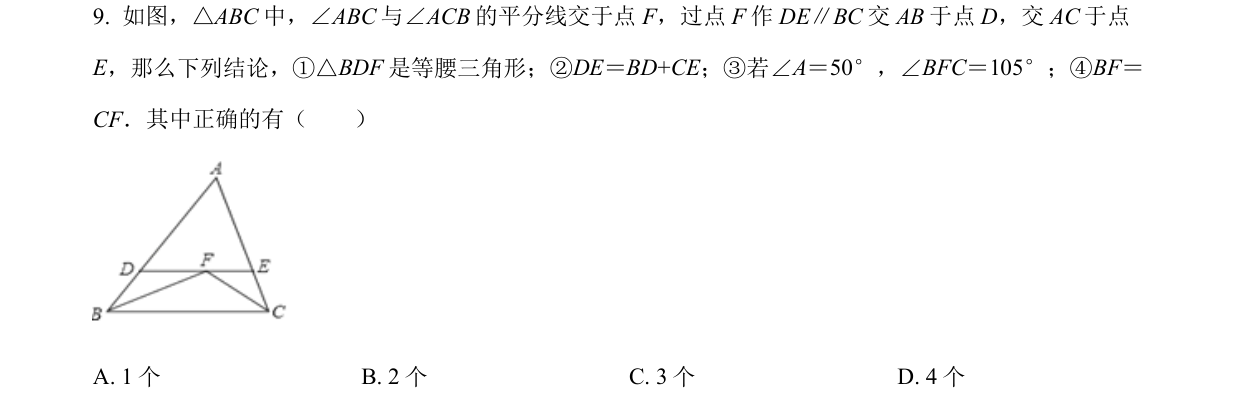 9. 如图，△ABC 中，∠ABC 与∠ACB 的平分线交于点 F，过点 F 作 DE∥BC 交 AB 于点 D，交 AC 于点
E，那么下列结论，①△BDF 是等腰三角形；②DE＝BD+CE；③若∠A＝50°，∠BFC＝105°；④BF＝
CF．其中正确的有（　　）
A
D
F
E
B
C
A. 1 个 B. 2 个 C. 3 个 D. 4 个